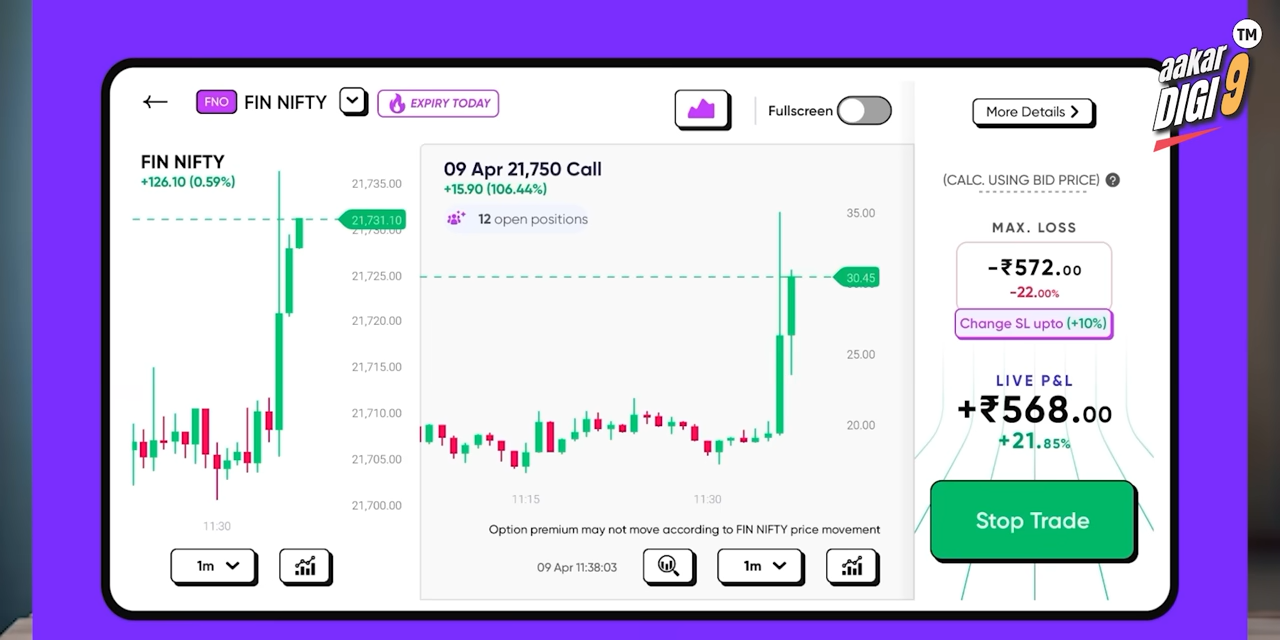 FNO FIN NIFTY EXPIRY TODAY
Fullscreen
More Details
TM
aakar
DIGI 9
FIN NIFTY
+126.10 (0.59%)
21,735.00
21,731.10
21,730.00
21,725.00
21,720.00
21,715.00
21,710.00
21,705.00
21,700.00
11:30
1m
09 Apr 21,750 Call
+15.90 (106.44%)
12 open positions
35.00
30.45
25.00
20.00
11:15 11:30
Option premium may not move according to FIN NIFTY price movement
09 Apr 11:38:03
1m
(CALC. USING BID PRICE) ?
MAX. LOSS
-₹572.00
-22.00%
Change SL upto (+10%)
LIVE P&L
+₹568.00
+21.85%
Stop Trade